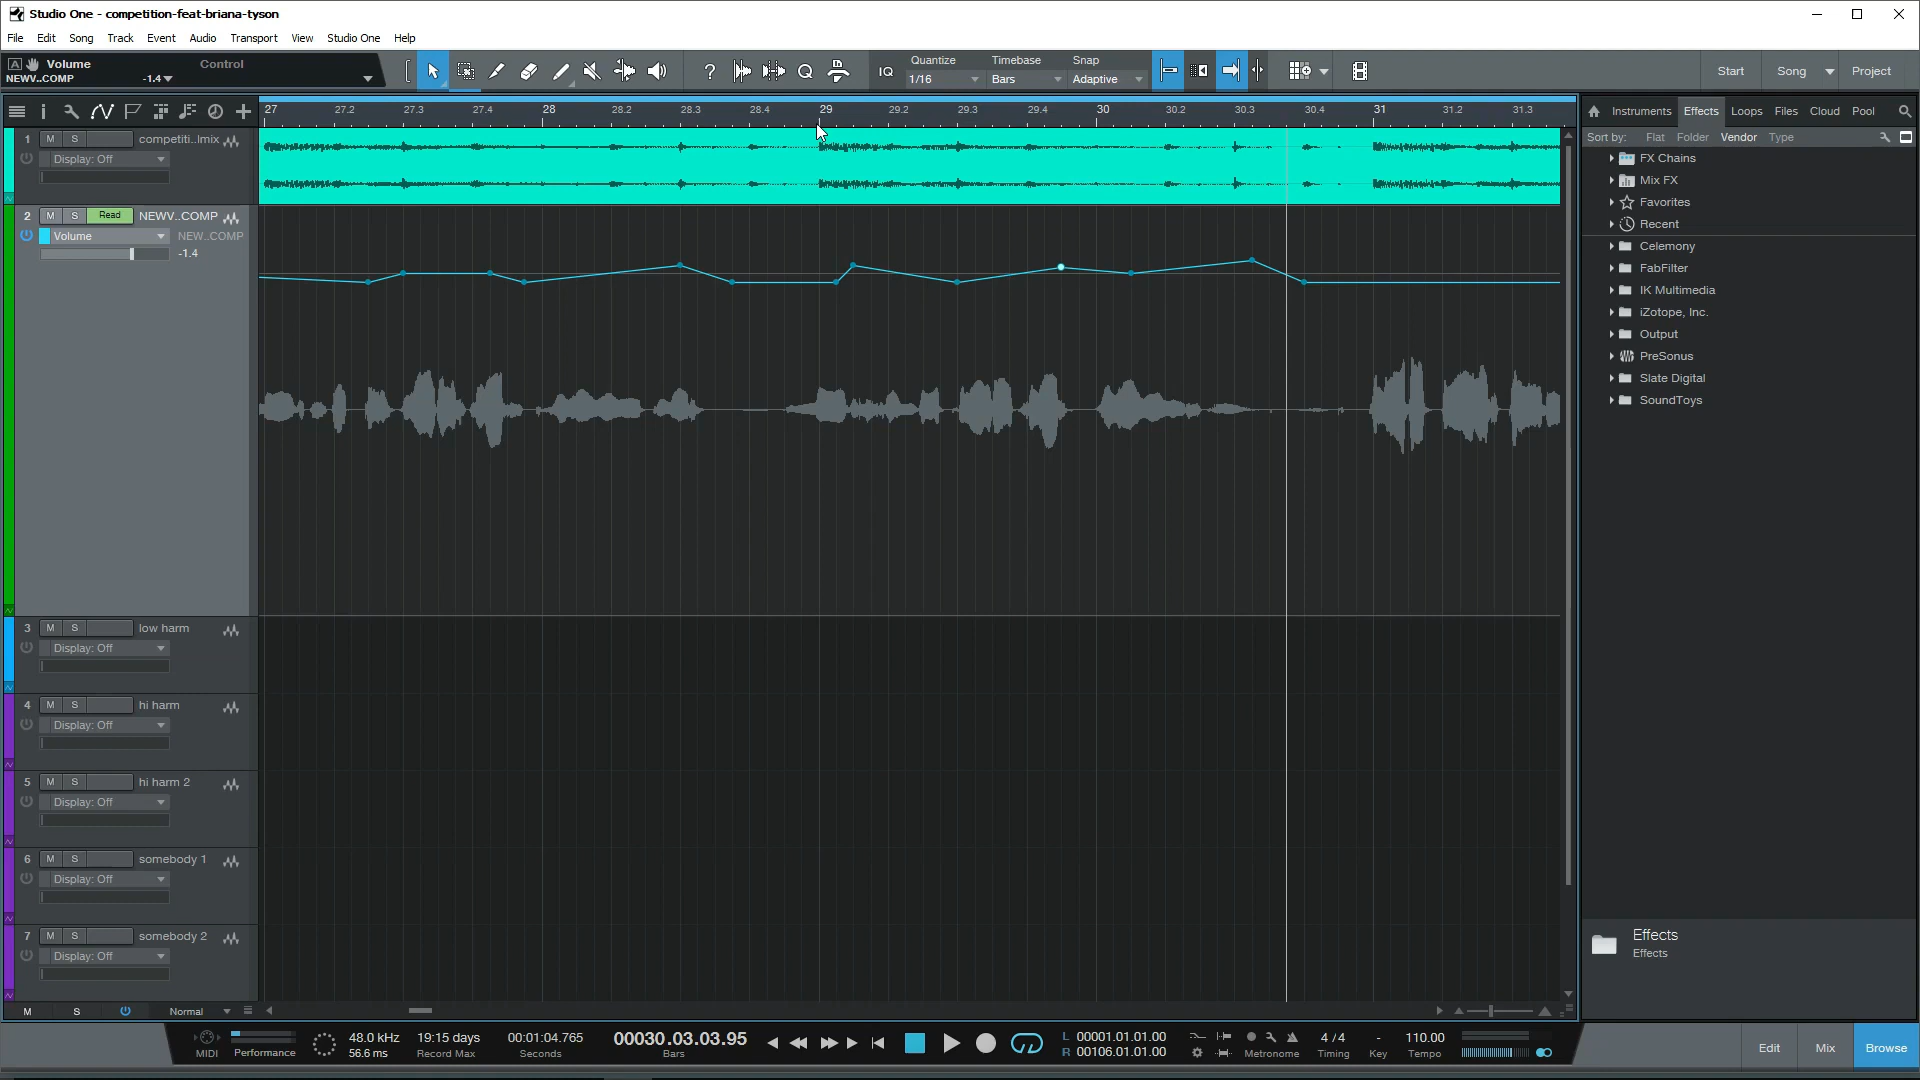 Studio One - competition-feat-briana-tyson
File Edit Song Track Event Audio Transport View Studio One Help
Volume Control
NEWV..COMP -1.4
Quantize Timebase Snap
IQ 1/16 Bars Adaptive
Start Song Project
27 27.2 27.3 27.4 28 28.2 28.3 28.4 29 29.2 29.3 29.4 30 30.2 30.3 30.4 31 31.2 31.3
Instruments Effects Loops Files Cloud Pool
Sort by: Flat Folder Vendor Type
FX Chains
Mix FX
Favorites
Recent
Celemony
FabFilter
IK Multimedia
iZotope, Inc.
Output
PreSonus
Slate Digital
SoundToys
1 M S competiti..lmix
Display: Off
2 M S Read NEWV..COMP
Volume NEW..COMP
-1.4
3 M S low harm
Display: Off
4 M S hi harm
Display: Off
5 M S hi harm 2
Display: Off
6 M S somebody 1
Display: Off
7 M S somebody 2
Display: Off
Effects
Effects
M S Normal
MIDI
Performance
48.0 kHz
56.6 ms
19:15 days
Record Max
00:01:04.765
Seconds
00030.03.03.95
Bars
L 00001.01.01.00
R 00106.01.01.00
Metronome
4 / 4
Timing
-
Key
110.00
Tempo
Edit Mix Browse